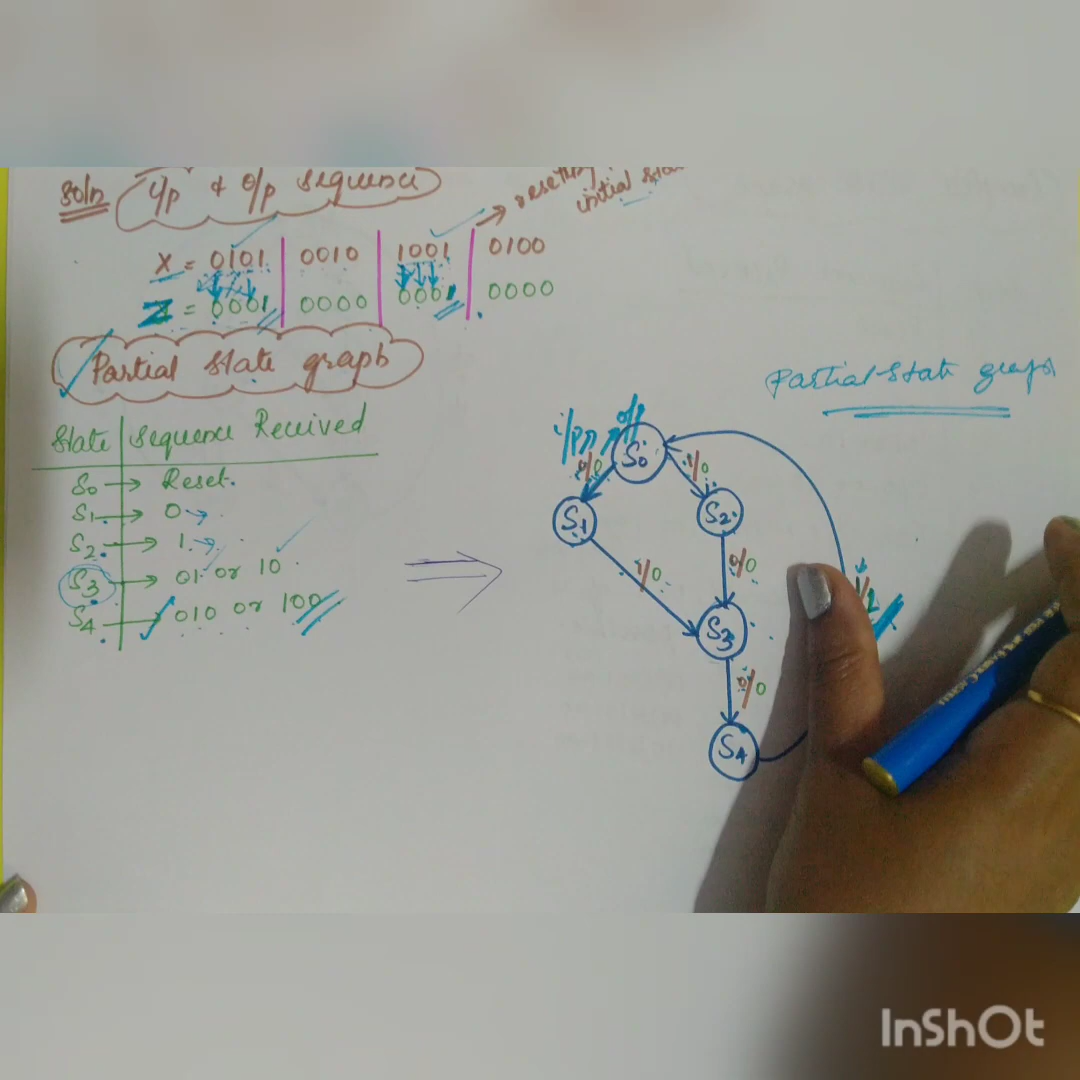 Soln i/p & o/p sequence
→ resetting
initial state
X = 0101 | 0010 | 1001 | 0100
Z = 0001 | 0000 | 0001 | 0000
Partial state graph
State | Sequence Received
S0 → Reset.
S1 → 0 →
S2 → 1 →
S3 → 01 or 10
S4 → 010 or 100
Partial state graph
i/p o/p
S0
0/0
1/0
S1
S2
1/0
0/0
S3
0/0
S4
InShOt